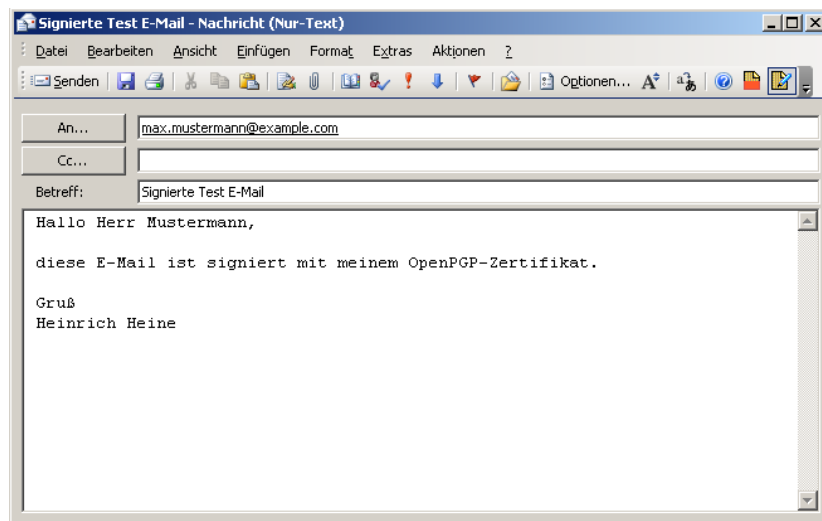 Signierte Test E-Mail - Nachricht (Nur-Text)
Datei Bearbeiten Ansicht Einfügen Format Extras Aktionen ?
Senden Optionen...
An... max.mustermann@example.com
Cc...
Betreff: Signierte Test E-Mail
Hallo Herr Mustermann,
diese E-Mail ist signiert mit meinem OpenPGP-Zertifikat.
Gruß
Heinrich Heine